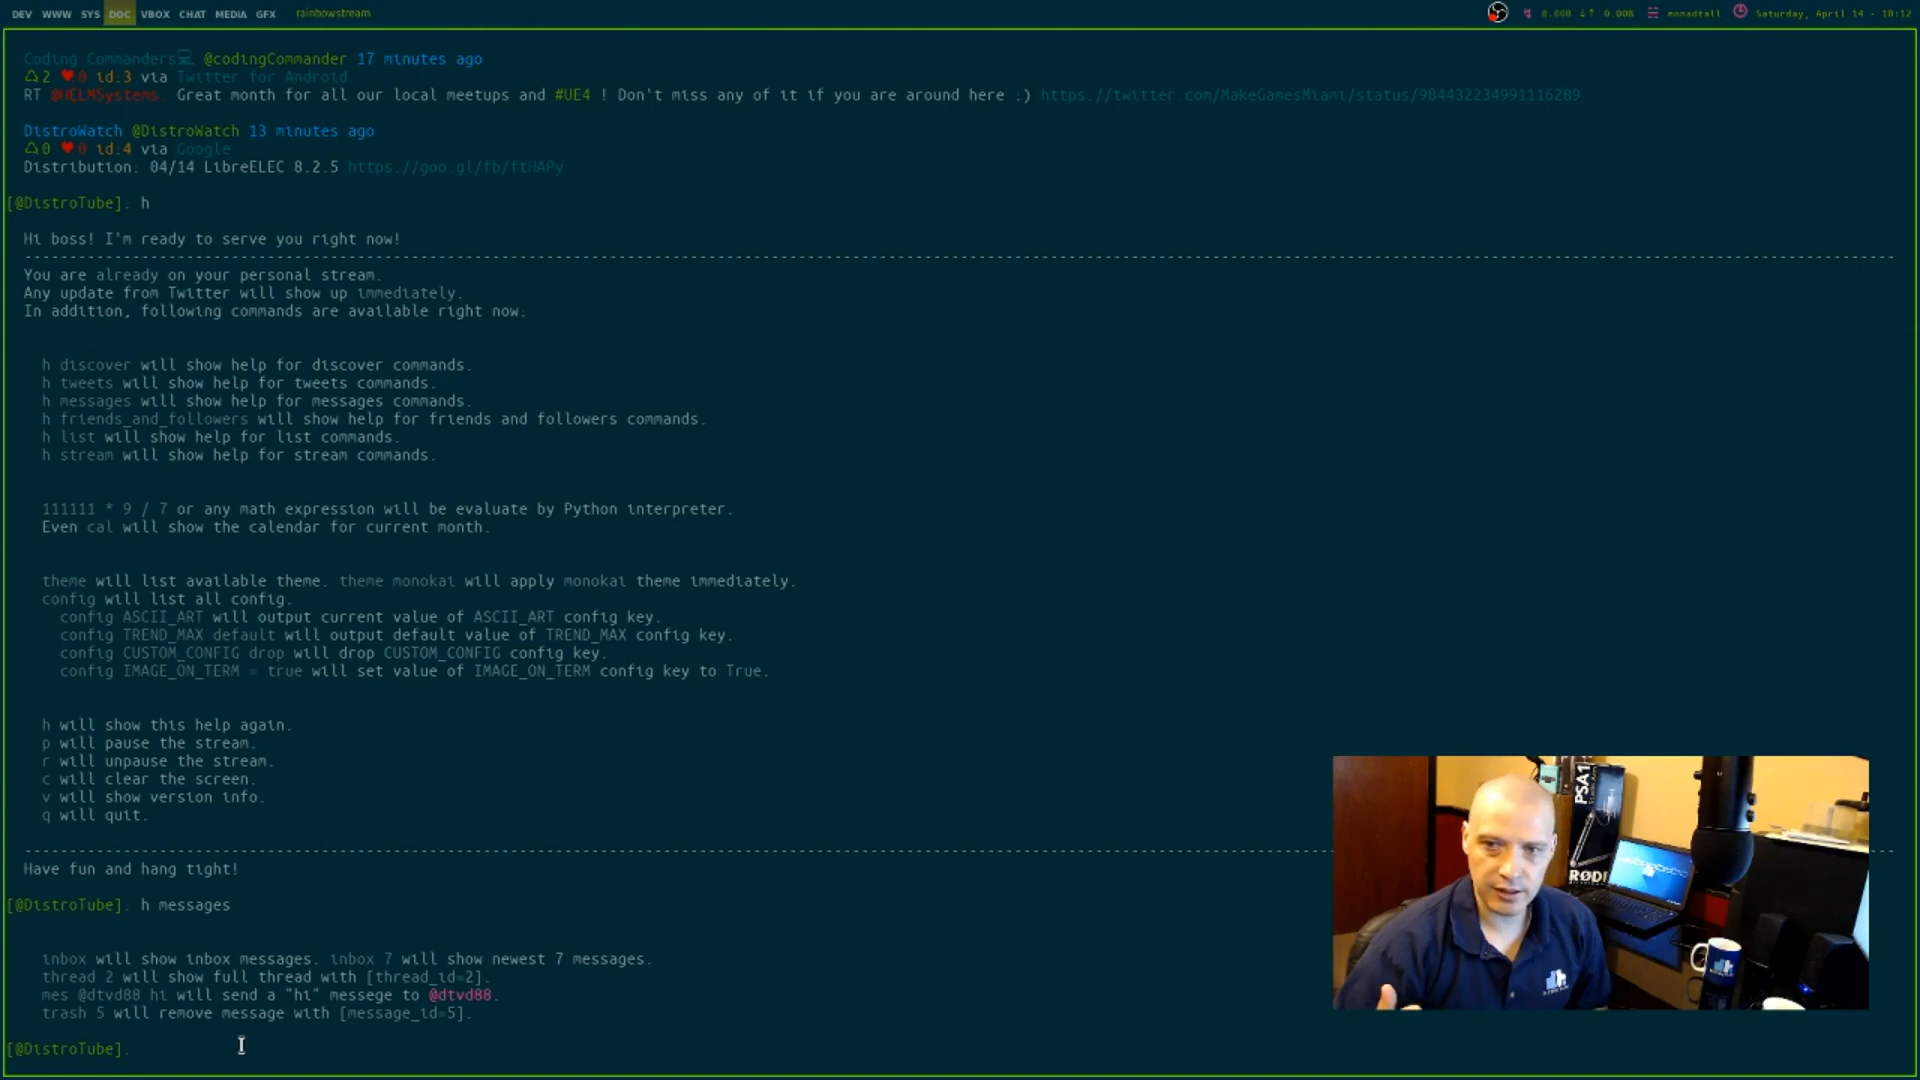 DEV WWW SYS DOC VBOX CHAT MEDIA GFX rainbowstream
0.00B ↓↑ 0.00B monadtall Saturday, April 14 - 10:12
Coding Commanders @codingCommander 17 minutes ago
2 ♥0 id:3 via Twitter for Android
RT @HELMSystems: Great month for all our local meetups and #UE4 ! Don't miss any of it if you are around here :) https://twitter.com/MakeGamesMiami/status/984432234991116289
DistroWatch @DistroWatch 13 minutes ago
0 ♥0 id:4 via Google
Distribution: 04/14 LibreELEC 8.2.5 https://goo.gl/fb/ftHAPy
[@DistroTube]: h
Hi boss! I'm ready to serve you right now!
You are already on your personal stream.
Any update from Twitter will show up immediately.
In addition, following commands are available right now:
h discover will show help for discover commands.
h tweets will show help for tweets commands.
h messages will show help for messages commands.
h friends_and_followers will show help for friends and followers commands.
h list will show help for list commands.
h stream will show help for stream commands.
111111 * 9 / 7 or any math expression will be evaluate by Python interpreter.
Even cal will show the calendar for current month.
theme will list available theme. theme monokai will apply monokai theme immediately.
config will list all config.
config ASCII_ART will output current value of ASCII_ART config key.
config TREND_MAX default will output default value of TREND_MAX config key.
config CUSTOM_CONFIG drop will drop CUSTOM_CONFIG config key.
config IMAGE_ON_TERM = true will set value of IMAGE_ON_TERM config key to True.
h will show this help again.
p will pause the stream.
r will unpause the stream.
c will clear the screen.
v will show version info.
q will quit.
Have fun and hang tight!
[@DistroTube]: h messages
inbox will show inbox messages. inbox 7 will show newest 7 messages.
thread 2 will show full thread with [thread_id=2].
mes @dtvd88 hi will send a "hi" messege to @dtvd88.
trash 5 will remove message with [message_id=5].
[@DistroTube]:
PSA1
RØDE